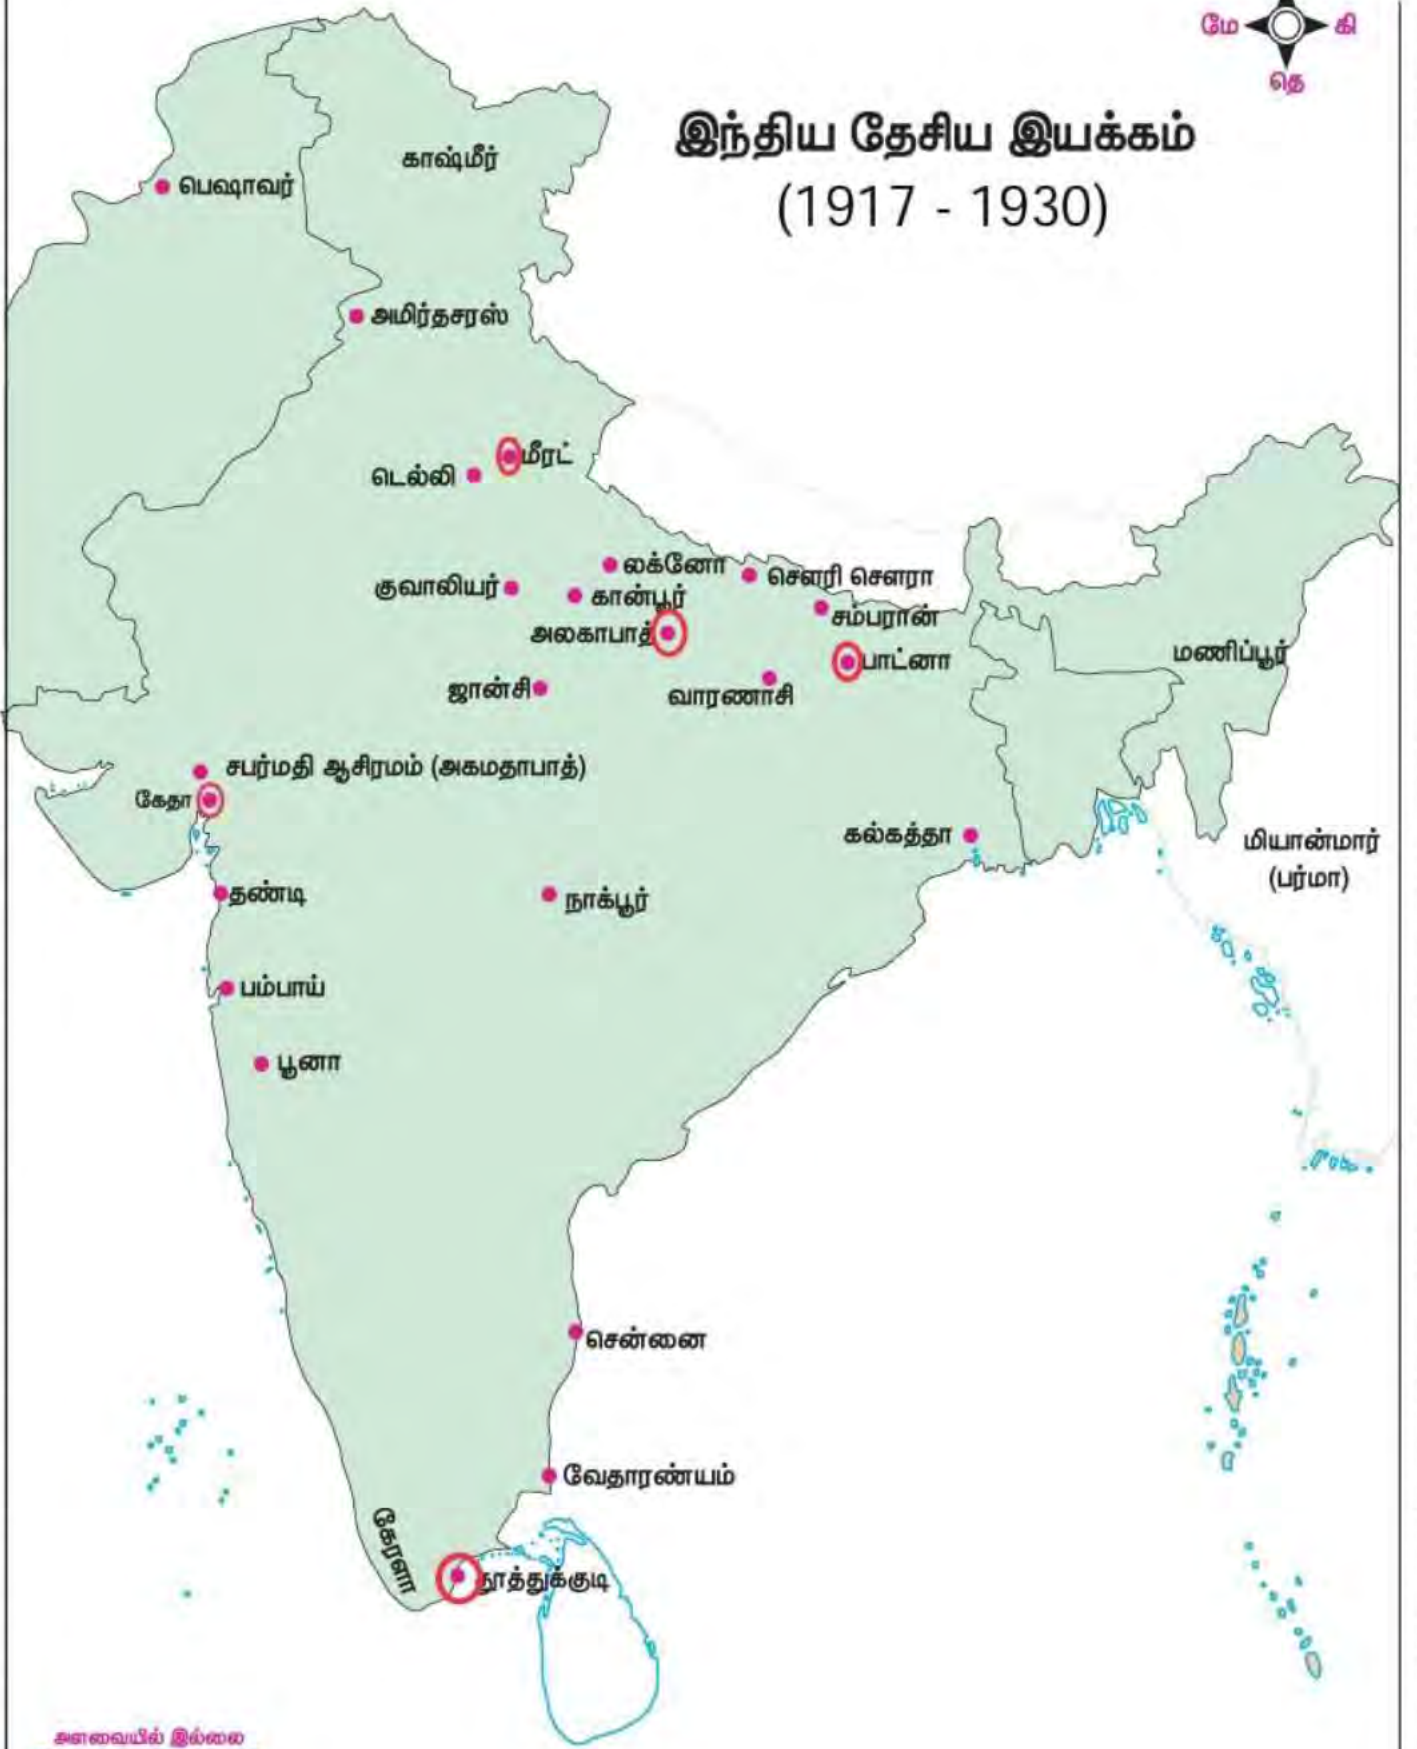 மே கி
தெ
இந்திய தேசிய இயக்கம்
(1917 - 1930)
காஷ்மீர்
பெஷாவர்
அமிர்தசரஸ்
மீரட்
டெல்லி
லக்னோ
சௌரி சௌரா
குவாலியர்
கான்பூர்
சம்பரான்
அலகாபாத்
மணிப்பூர்
பாட்னா
ஜான்சி
வாரணாசி
சபர்மதி ஆசிரமம் (அகமதாபாத்)
கேதா
கல்கத்தா
மியான்மார்
(பர்மா)
தண்டி
நாக்பூர்
பம்பாய்
பூனா
சென்னை
வேதாரண்யம்
கேரளா
தூத்துக்குடி
அளவையில் இல்லை